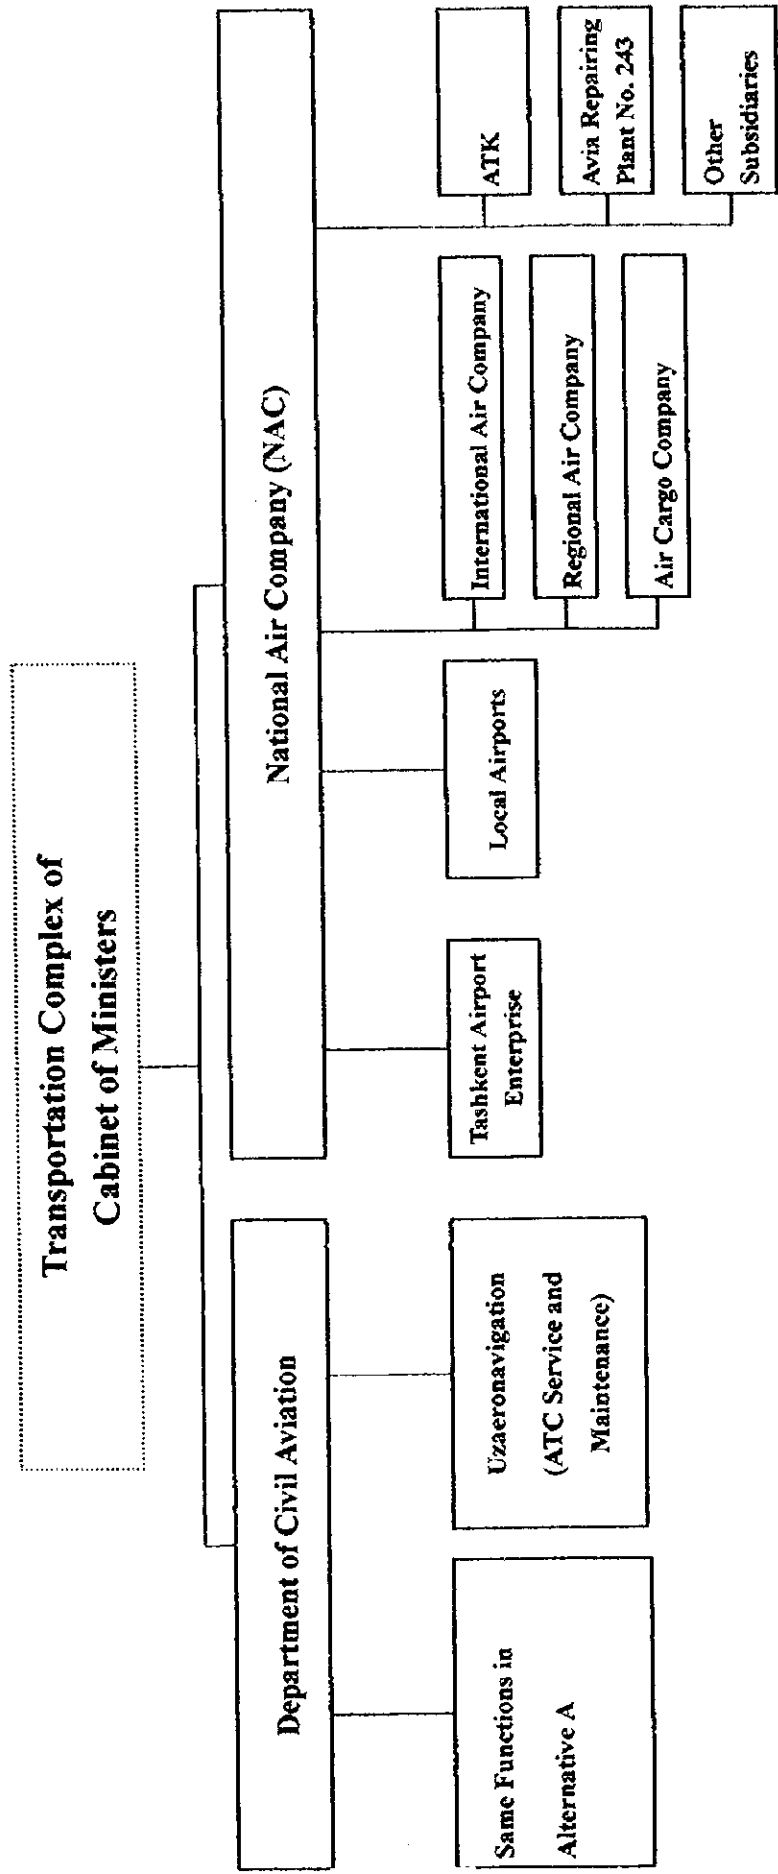 Transportation Complex of
Cabinet of Ministers
Department of Civil Aviation
National Air Company (NAC)
Same Functions in
Alternative A
Uzaeronavigation
(ATC Service and
Maintenance)
Tashkent Airport
Enterprise
Local Airports
International Air Company
Regional Air Company
Air Cargo Company
ATK
Avia Repairing
Plant No. 243
Other
Subsidiaries